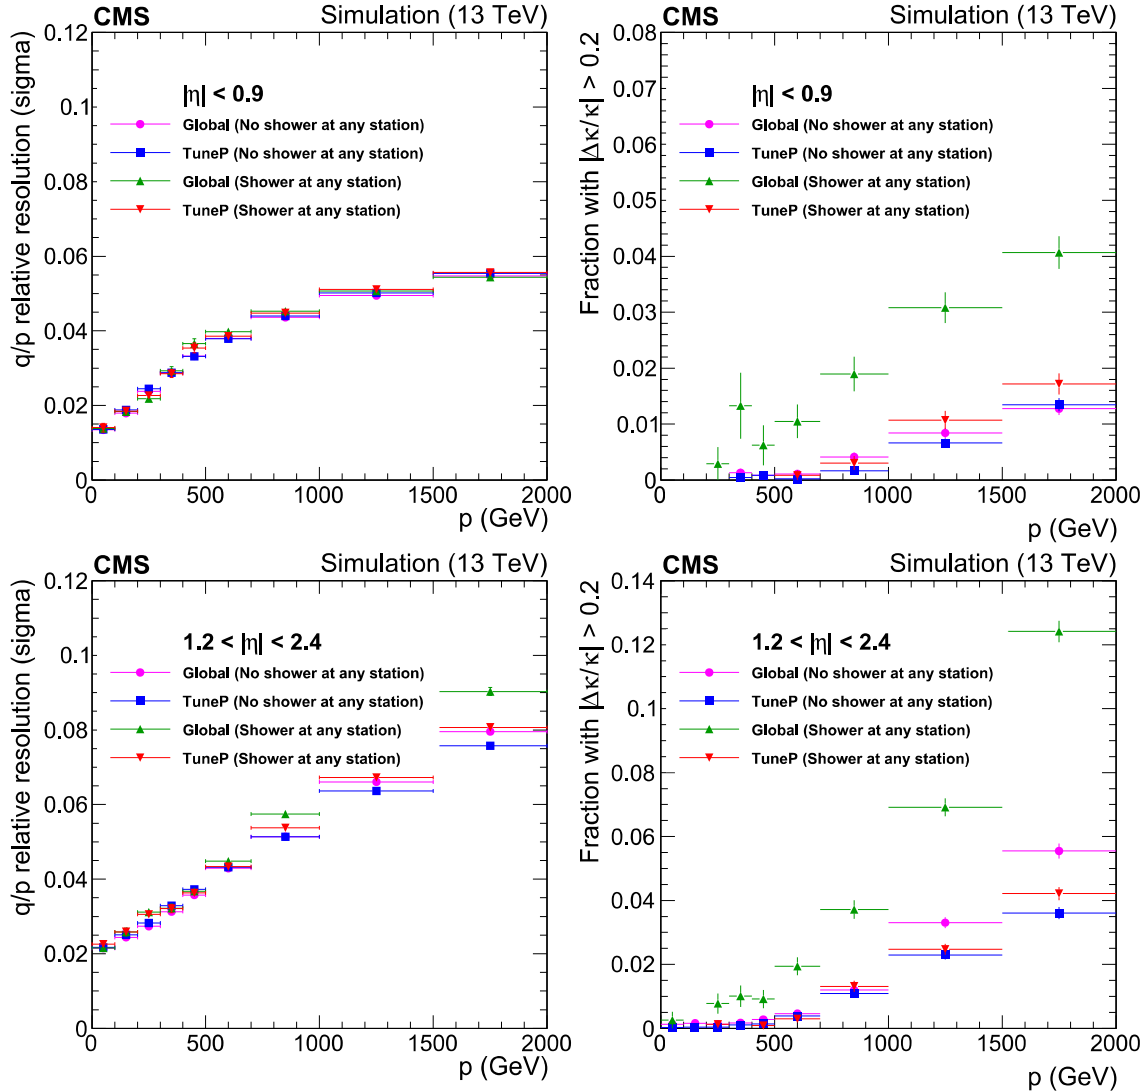 CMS Simulation (13 TeV)
q/p relative resolution (sigma)
0.12
0.1
0.08
0.06
0.04
0.02
0
|η| < 0.9
Global (No shower at any station)
TuneP (No shower at any station)
Global (Shower at any station)
TuneP (Shower at any station)
0 500 1000 1500 2000
p (GeV)
CMS Simulation (13 TeV)
Fraction with |Δκ/κ| > 0.2
0.08
0.07
0.06
0.05
0.04
0.03
0.02
0.01
0
|η| < 0.9
Global (No shower at any station)
TuneP (No shower at any station)
Global (Shower at any station)
TuneP (Shower at any station)
0 500 1000 1500 2000
p (GeV)
CMS Simulation (13 TeV)
q/p relative resolution (sigma)
0.12
0.1
0.08
0.06
0.04
0.02
0
1.2 < |η| < 2.4
Global (No shower at any station)
TuneP (No shower at any station)
Global (Shower at any station)
TuneP (Shower at any station)
0 500 1000 1500 2000
p (GeV)
CMS Simulation (13 TeV)
Fraction with |Δκ/κ| > 0.2
0.14
0.12
0.1
0.08
0.06
0.04
0.02
0
1.2 < |η| < 2.4
Global (No shower at any station)
TuneP (No shower at any station)
Global (Shower at any station)
TuneP (Shower at any station)
0 500 1000 1500 2000
p (GeV)